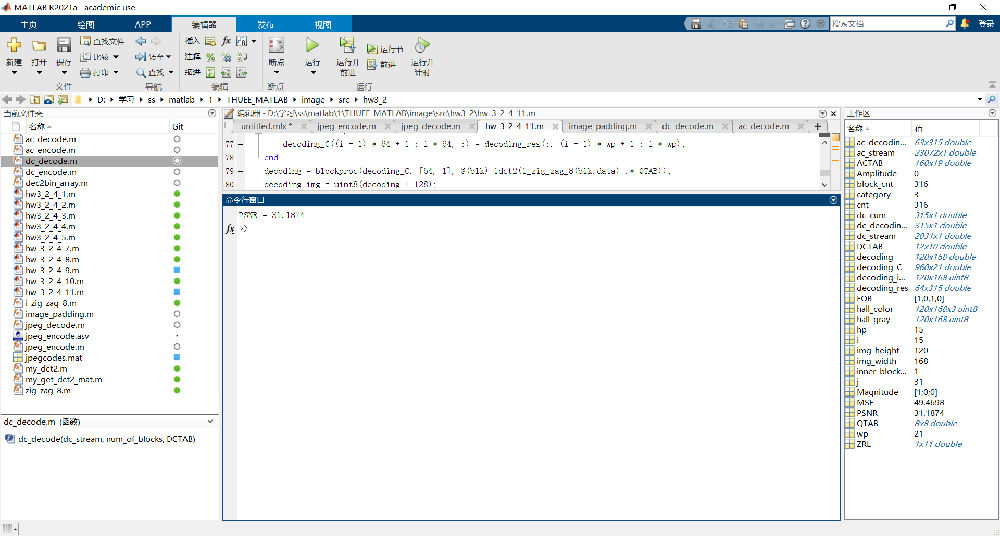 MATLAB R2021a - academic use
主页 绘图 APP 编辑器 发布 视图 搜索文档 登录
新建 打开 保存 查找文件 比较 打印 文件
转至 查找 导航
插入 fx 注释 缩进 编辑
断点 断点
运行 运行并前进 运行节 前进 运行并计时 运行
D: 学习 ss matlab 1 THUEE_MATLAB image src hw3_2
当前文件夹
名称 Git
ac_decode.m
ac_encode.m
dc_decode.m
dc_encode.m
dec2bin_array.m
hw3_2_4_1.m
hw3_2_4_2.m
hw3_2_4_3.m
hw3_2_4_4.m
hw3_2_4_5.m
hw_3_2_4_7.m
hw_3_2_4_8.m
hw_3_2_4_9.m
hw_3_2_4_10.m
hw_3_2_4_11.m
i_zig_zag_8.m
image_padding.m
jpeg_decode.m
jpeg_encode.asv
jpeg_encode.m
jpegcodes.mat
my_dct2.m
my_get_dct2_mat.m
zig_zag_8.m
dc_decode.m (函数)
dc_decode(dc_stream, num_of_blocks, DCTAB)
编辑器 - D:\学习\ss\matlab\1\THUEE_MATLAB\image\src\hw3_2\hw_3_2_4_11.m
untitled.mlx * jpeg_encode.m jpeg_decode.m hw_3_2_4_11.m image_padding.m dc_decode.m ac_decode.m
77 decoding_C((i - 1) * 64 + 1 : i * 64, :) = decoding_res(:, (i - 1) * wp + 1 : i * wp);
78 end
79 decoding = blockproc(decoding_C, [64, 1], @(blk) idct2(i_zig_zag_8(blk.data) .* QTAB));
80 decoding_img = uint8(decoding + 128);
命令行窗口
PSNR = 31.1874
fx >>
工作区
名称 值
ac_decodin... 63x315 double
ac_stream 23072x1 double
ACTAB 160x19 double
Amplitude 0
block_cnt 316
category 3
cnt 316
dc_cum 315x1 double
dc_decodin... 315x1 double
dc_stream 2031x1 double
DCTAB 12x10 double
decoding 120x168 double
decoding_C 960x21 double
decoding_i... 120x168 uint8
decoding_res 64x315 double
EOB [1,0,1,0]
hall_color 120x168x3 uint8
hall_gray 120x168 uint8
hp 15
i 15
img_height 120
img_width 168
inner_block... 1
j 31
Magnitude [1;0;0]
MSE 49.4698
PSNR 31.1874
QTAB 8x8 double
wp 21
ZRL 1x11 double